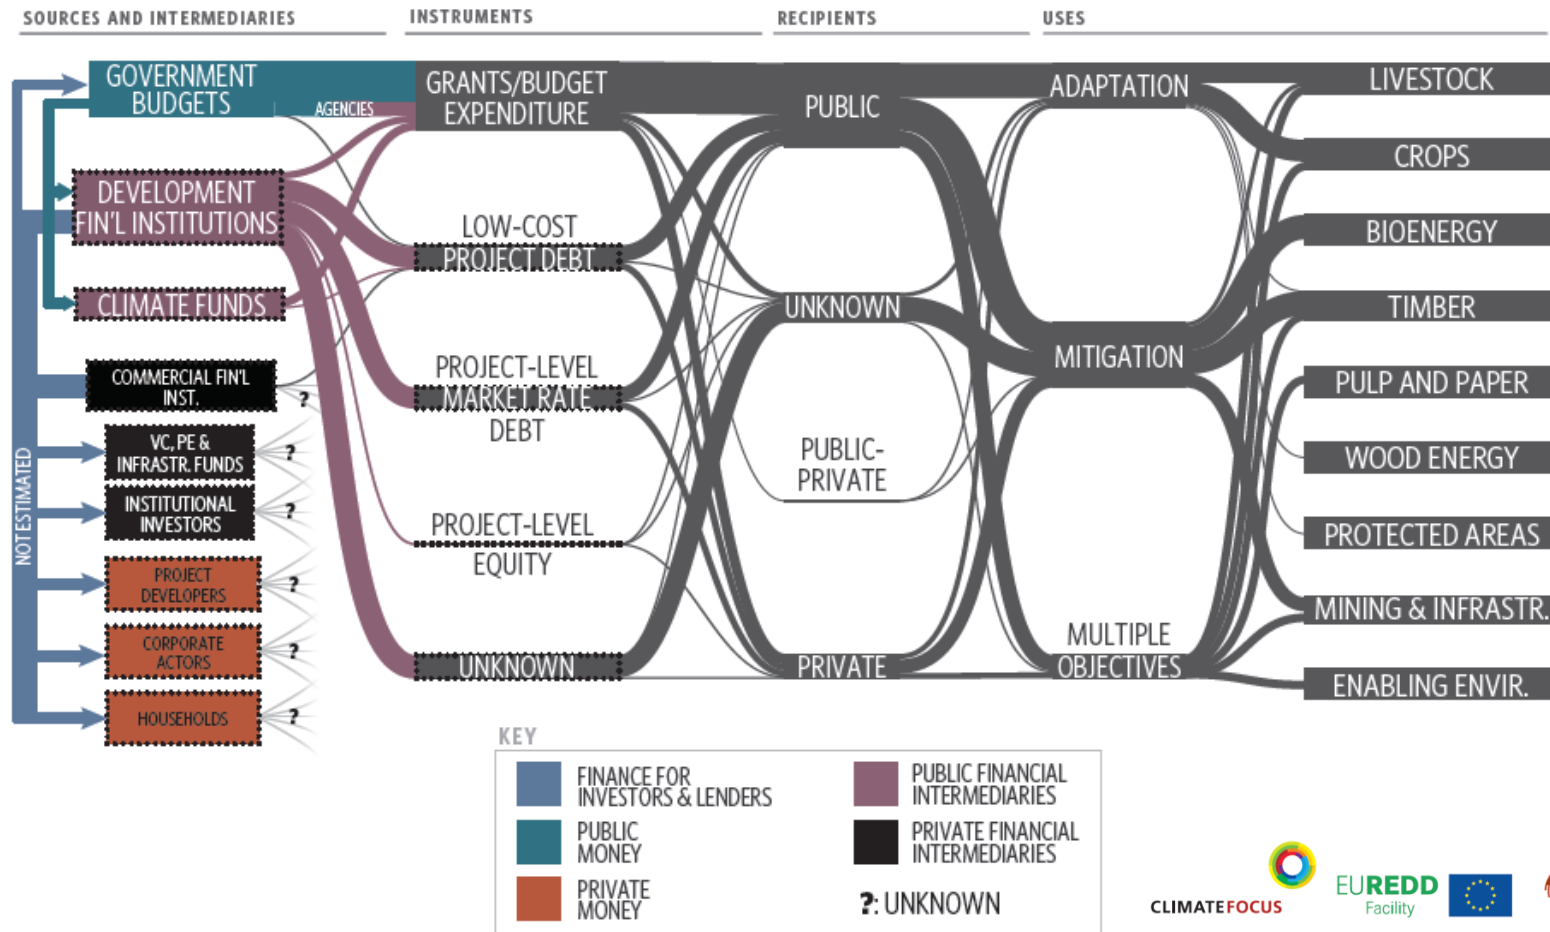 SOURCES AND INTERMEDIARIES
INSTRUMENTS
RECIPIENTS
USES
GOVERNMENT
BUDGETS
AGENCIES
DEVELOPMENT
FIN'L INSTITUTIONS
CLIMATE FUNDS
COMMERCIAL FIN'L
INST.
?
VC, PE &
INFRASTR. FUNDS
?
INSTITUTIONAL
INVESTORS
?
PROJECT
DEVELOPERS
?
CORPORATE
ACTORS
?
HOUSEHOLDS
?
NOT ESTIMATED
GRANTS/BUDGET
EXPENDITURE
LOW-COST
PROJECT DEBT
PROJECT-LEVEL
MARKET RATE
DEBT
PROJECT-LEVEL
EQUITY
UNKNOWN
PUBLIC
UNKNOWN
PUBLIC-
PRIVATE
PRIVATE
ADAPTATION
MITIGATION
MULTIPLE
OBJECTIVES
LIVESTOCK
CROPS
BIOENERGY
TIMBER
PULP AND PAPER
WOOD ENERGY
PROTECTED AREAS
MINING & INFRASTR.
ENABLING ENVIR.
KEY
FINANCE FOR
INVESTORS & LENDERS
PUBLIC
MONEY
PRIVATE
MONEY
PUBLIC FINANCIAL
INTERMEDIARIES
PRIVATE FINANCIAL
INTERMEDIARIES
?: UNKNOWN
CLIMATEFOCUS
EUREDD
Facility